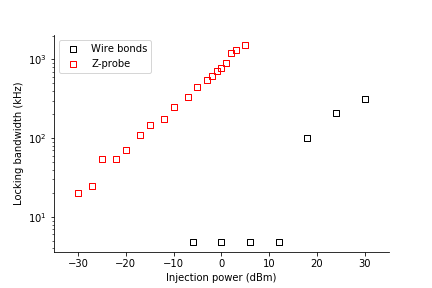 Wire bonds
Z-probe
Locking bandwidth (kHz)
10³
10²
10¹
−30 −20 −10 0 10 20 30
Injection power (dBm)